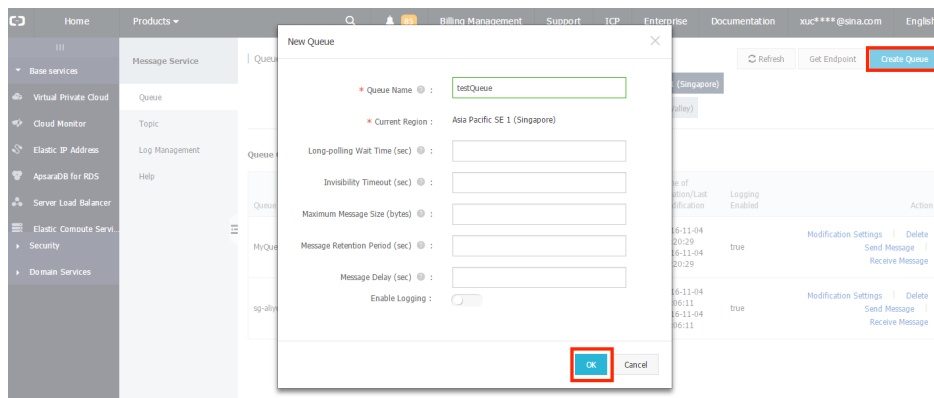 Home
Products
85
Billing Management
Support
ICP
Enterprise
Documentation
xuc****@sina.com
English
Base services
Virtual Private Cloud
Cloud Monitor
Elastic IP Address
ApsaraDB for RDS
Server Load Balancer
Elastic Compute Servi...
Security
Domain Services
Message Service
Queue
Topic
Log Management
Help
Refresh
Get Endpoint
Create Queue
(Singapore)
New Queue
* Queue Name :
testQueue
* Current Region :
Asia Pacific SE 1 (Singapore)
Long-polling Wait Time (sec) :
Invisibility Timeout (sec) :
Maximum Message Size (bytes) :
Message Retention Period (sec) :
Message Delay (sec) :
Enable Logging :
OK
Cancel
Logging
Enabled
Action
16-11-04
20:29
16-11-04
20:29
true
Modification Settings
Delete
Send Message
Receive Message
16-11-04
06:11
16-11-04
06:11
true
Modification Settings
Delete
Send Message
Receive Message